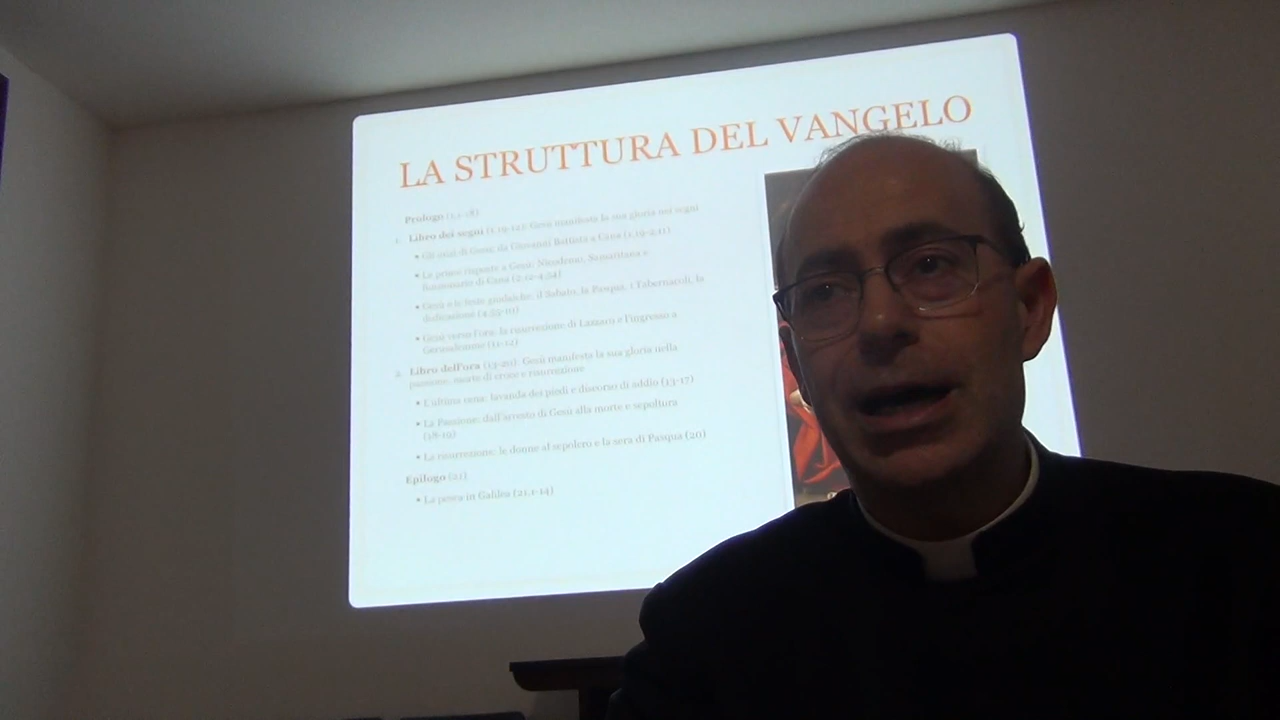 LA STRUTTURA DEL VANGELO
Prologo (1,1-18)
1. Libro dei segni (1,19-12): Gesù manifesta la sua gloria nei segni
• Gli inizi di Gesù: da Giovanni Battista a Cana (1,19-2,11)
• Le prime risposte a Gesù: Nicodemo, Samaritana e
funzionario di Cana (2,12-4,54)
• Gesù e le feste giudaiche: il Sabato, la Pasqua, i Tabernacoli, la
dedicazione
• Gesù verso l'ora: la risurrezione di Lazzaro e l'ingresso a
Gerusalemme (11-12)
2. Libro dell'ora (13-20): Gesù manifesta la sua gloria nella
passione, morte di croce e risurrezione
• L'ultima cena: lavanda dei piedi e discorso di addio (13-17)
• La Passione: dall'arresto di Gesù alla morte e sepoltura
(18-19)
• La risurrezione: le donne al sepolcro e la sera di Pasqua (20)
Epilogo (21)
• La pesca in Galilea (21,1-14)